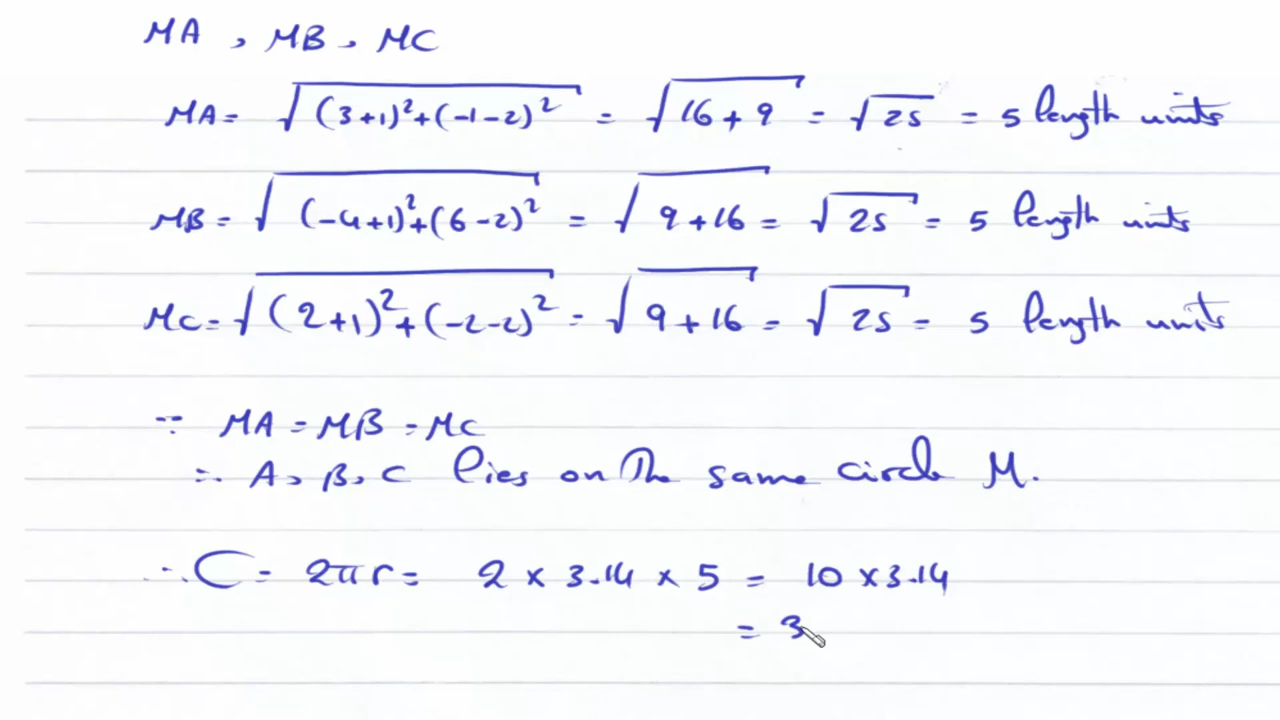 MA , MB , MC
MA = √(3+1)²+(-1-2)² = √16+9 = √25 = 5 length units
MB = √(-4+1)²+(6-2)² = √9+16 = √25 = 5 length units
MC = √(2+1)²+(-2-2)² = √9+16 = √25 = 5 length units
∵ MA = MB = MC
∴ A, B, C lies on the same circle M.
∴ C = 2πr = 2 × 3.14 × 5 = 10 × 3.14
= 3